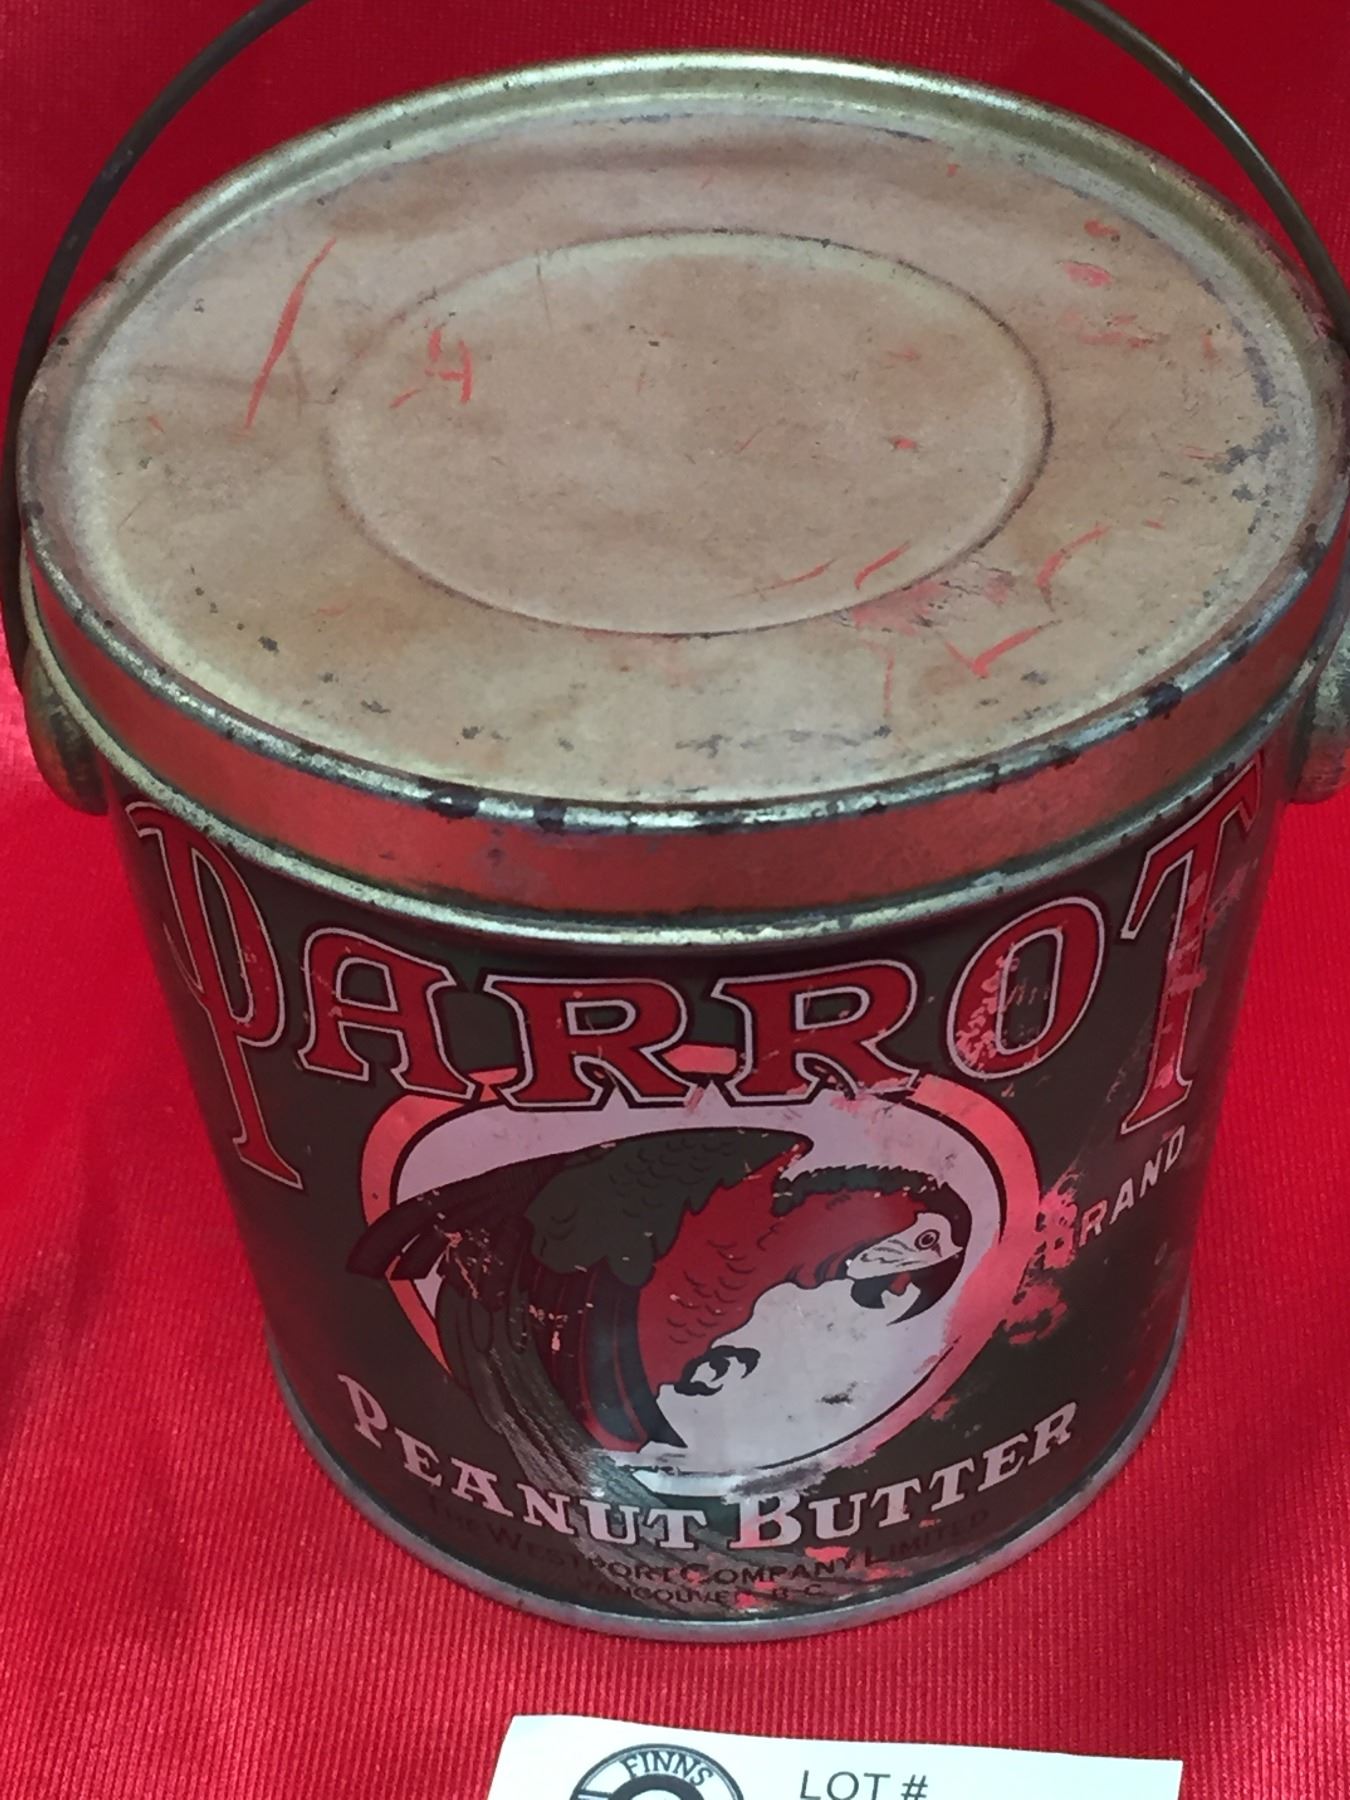 PARROT
BRAND
PEANUT BUTTER
THE WESTPORT COMPANY LIMITED
VANCOUVER B.C.
FINNS
LOT #